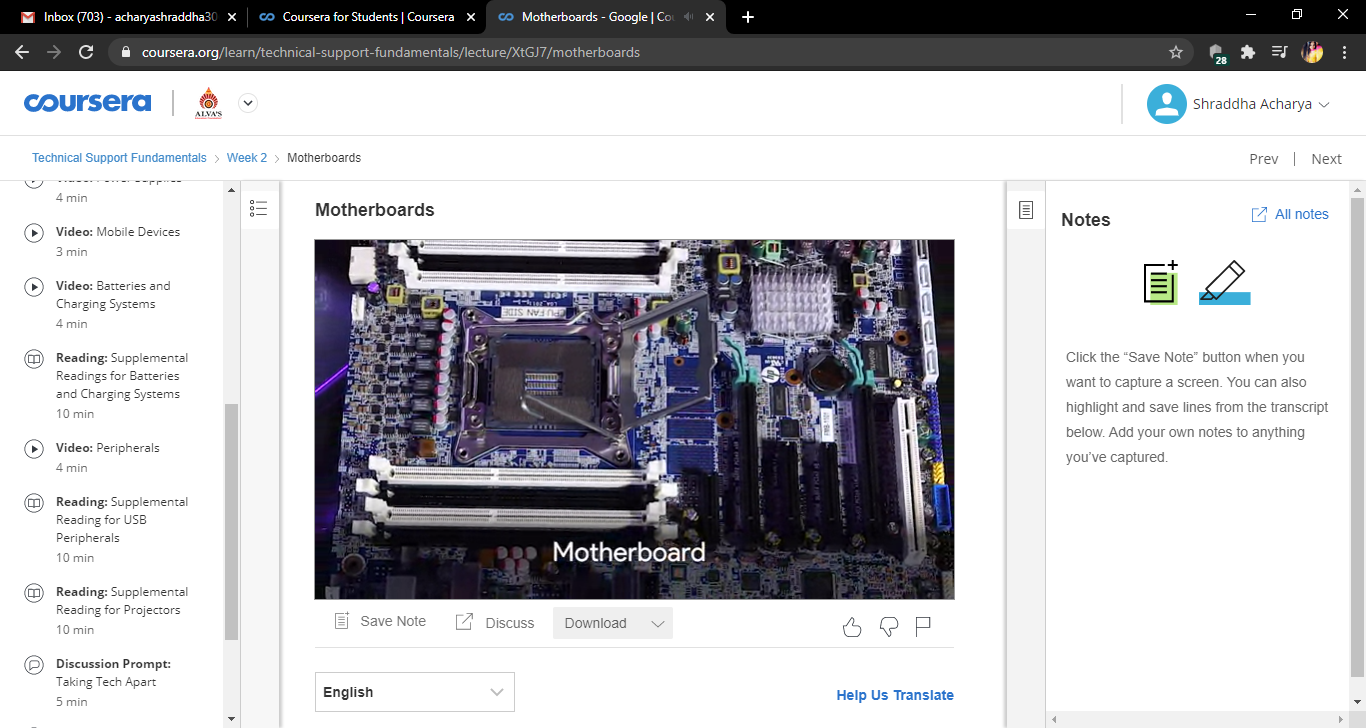 Inbox (703) - acharyashraddha30
Coursera for Students | Coursera
Motherboards - Google | Co
coursera.org/learn/technical-support-fundamentals/lecture/XtGJ7/motherboards
28
coursera
ALVA'S
Shraddha Acharya
Technical Support Fundamentals
Week 2
Motherboards
Prev
Next
4 min
Video: Mobile Devices
3 min
Video: Batteries and
Charging Systems
4 min
Reading: Supplemental
Readings for Batteries
and Charging Systems
10 min
Video: Peripherals
4 min
Reading: Supplemental
Reading for USB
Peripherals
10 min
Reading: Supplemental
Reading for Projectors
10 min
Discussion Prompt:
Taking Tech Apart
5 min
Motherboards
CPU FAN SIDE
Motherboard
Save Note
Discuss
Download
English
Help Us Translate
Notes
All notes
Click the “Save Note” button when you
want to capture a screen. You can also
highlight and save lines from the transcript
below. Add your own notes to anything
you’ve captured.